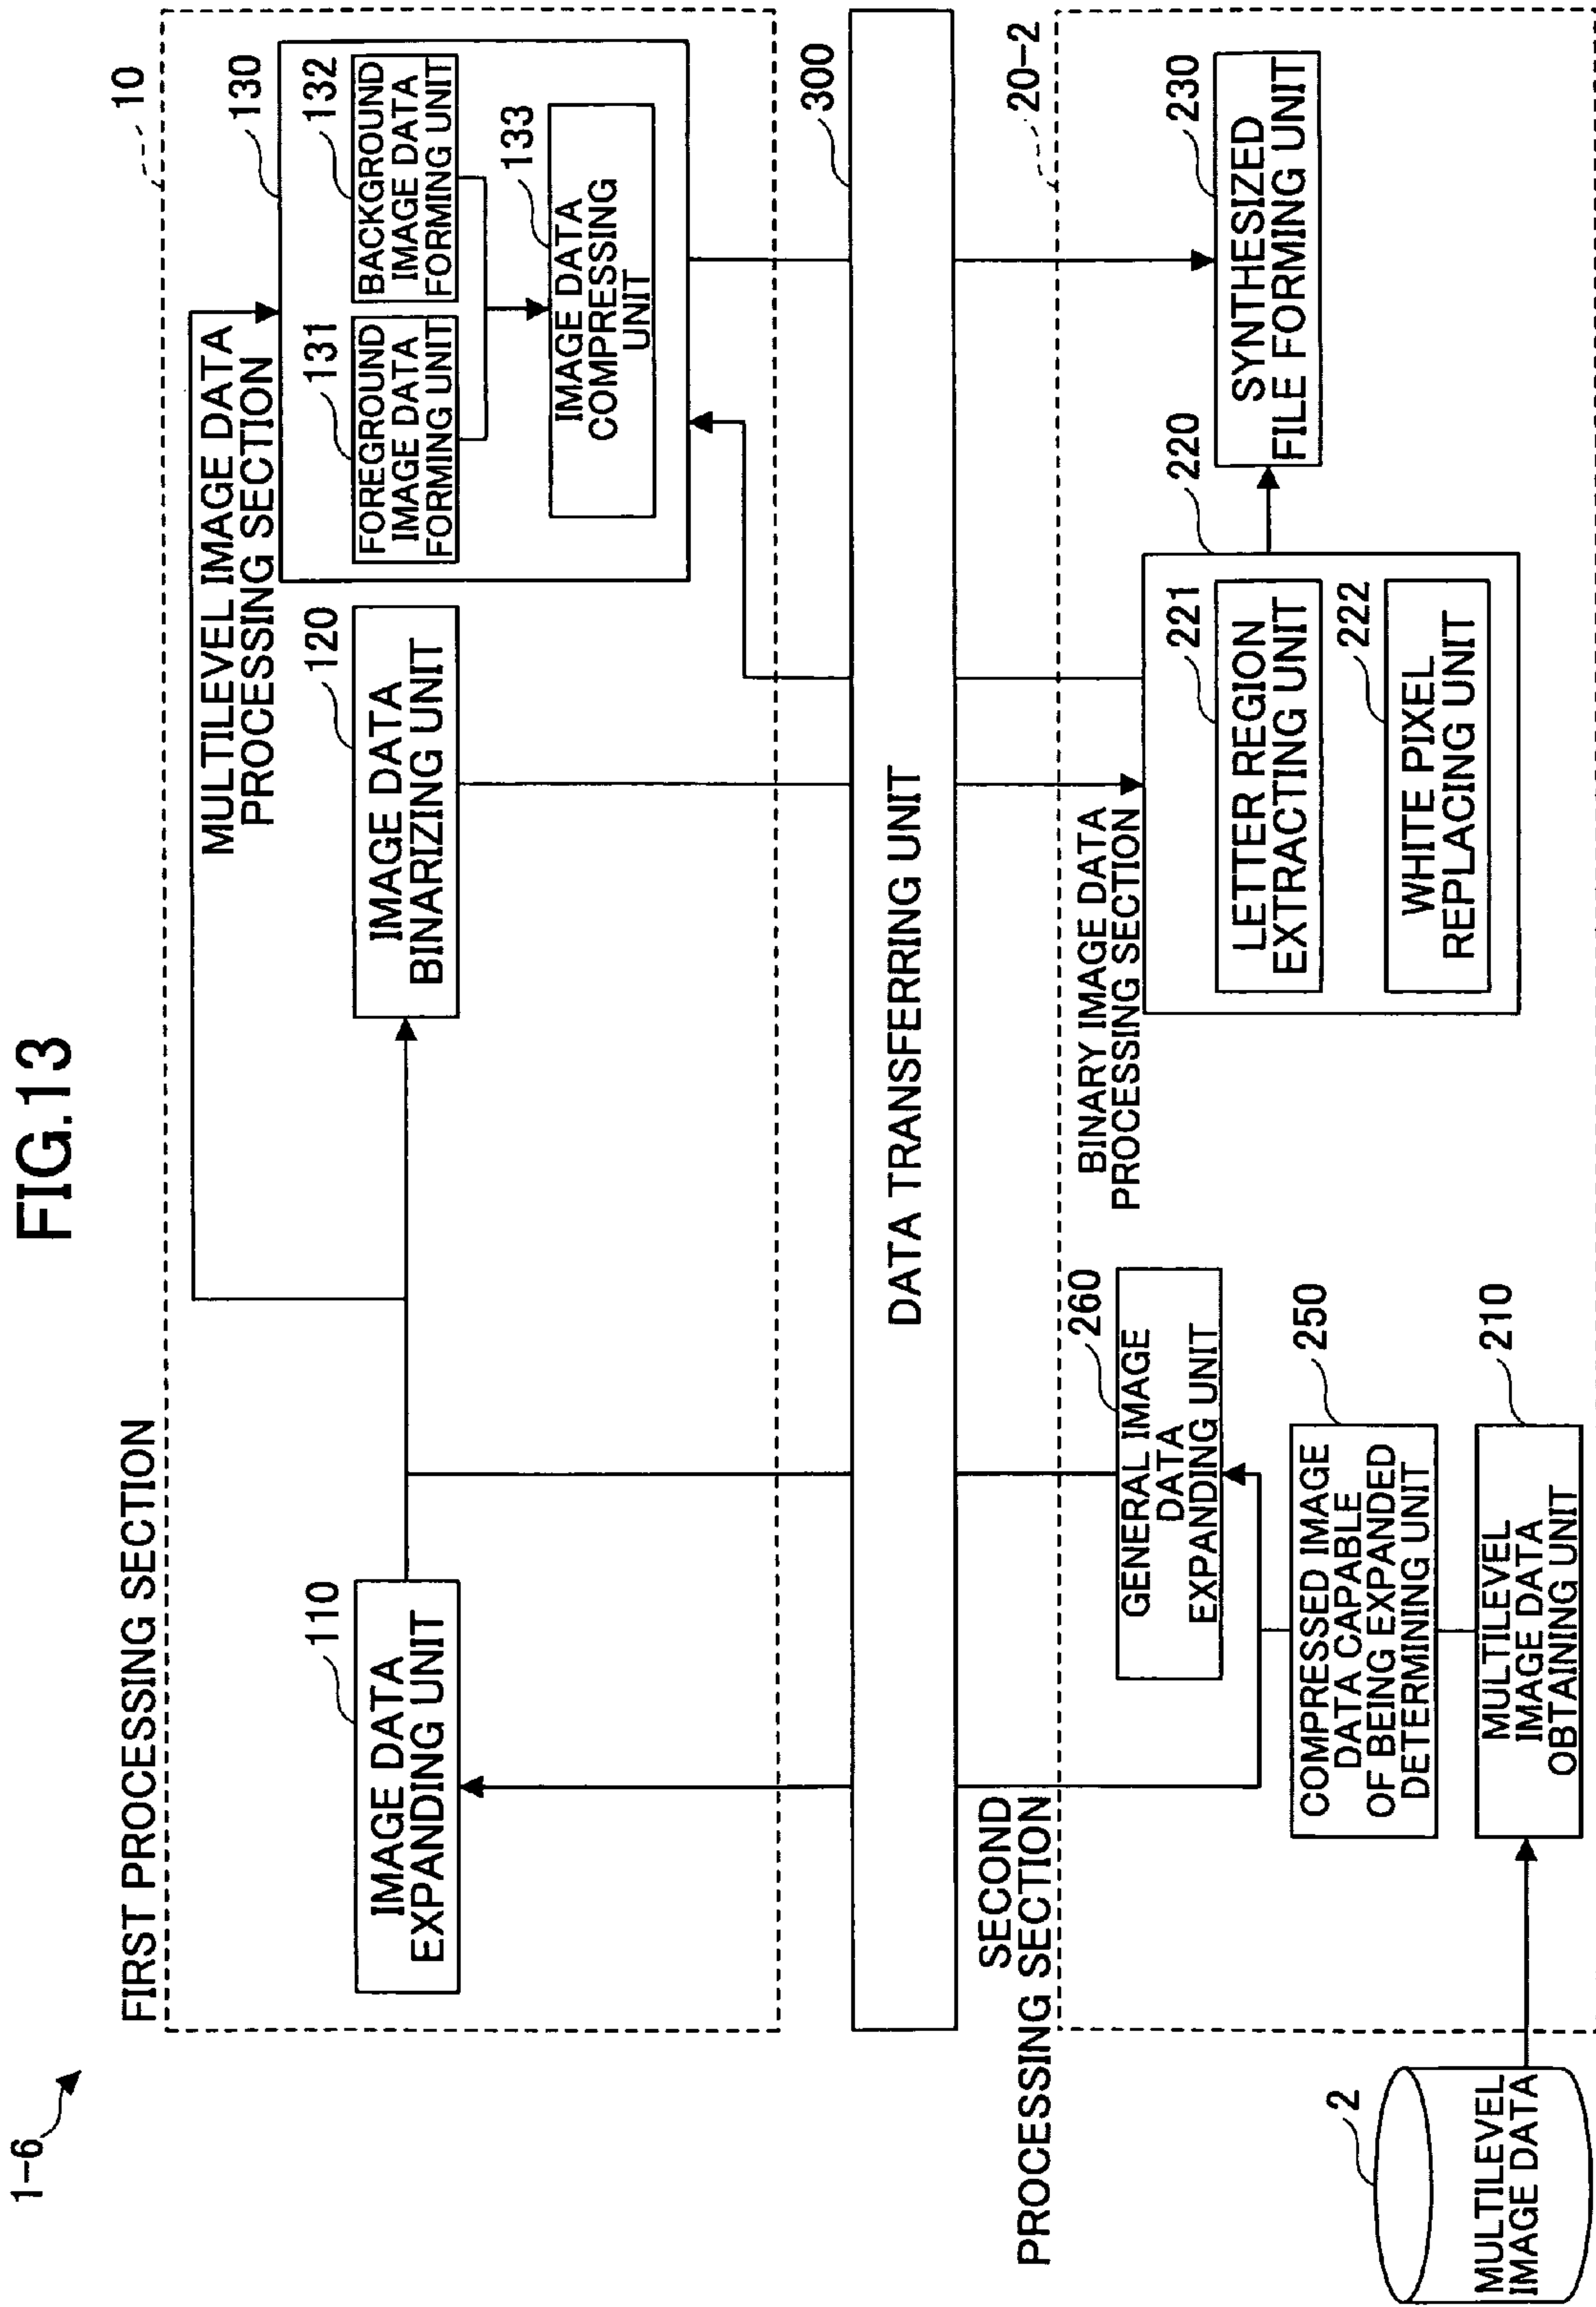 FIG.13
1-6
FIRST PROCESSING SECTION
10
MULTILEVEL IMAGE DATA
PROCESSING SECTION
130
110
IMAGE DATA
EXPANDING UNIT
120
IMAGE DATA
BINARIZING UNIT
131
FOREGROUND
IMAGE DATA
FORMING UNIT
132
BACKGROUND
IMAGE DATA
FORMING UNIT
133
IMAGE DATA
COMPRESSING
UNIT
300
DATA TRANSFERRING UNIT
SECOND
PROCESSING SECTION
20-2
260
GENERAL IMAGE
DATA
EXPANDING UNIT
250
COMPRESSED IMAGE
DATA CAPABLE
OF BEING EXPANDED
DETERMINING UNIT
210
MULTILEVEL
IMAGE DATA
OBTAINING UNIT
2
MULTILEVEL
IMAGE DATA
BINARY IMAGE DATA
PROCESSING SECTION
220
221
LETTER REGION
EXTRACTING UNIT
222
WHITE PIXEL
REPLACING UNIT
230
SYNTHESIZED
FILE FORMING UNIT